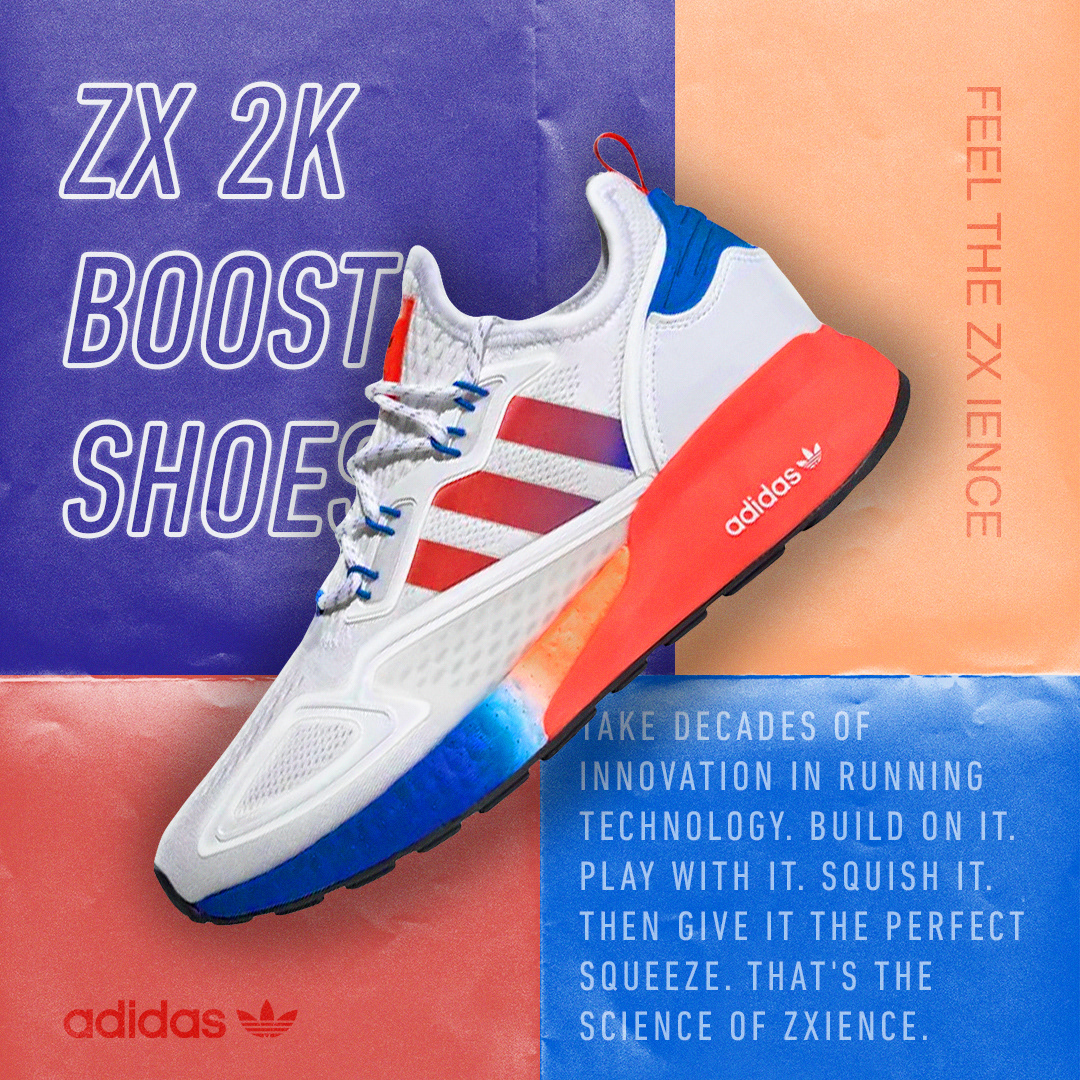 ZX 2K
BOOST
SHOES
FEEL THE ZX IENCE
adidas
TAKE DECADES OF
INNOVATION IN RUNNING
TECHNOLOGY. BUILD ON IT.
PLAY WITH IT. SQUISH IT.
THEN GIVE IT THE PERFECT
SQUEEZE. THAT'S THE
SCIENCE OF ZXIENCE.
adidas